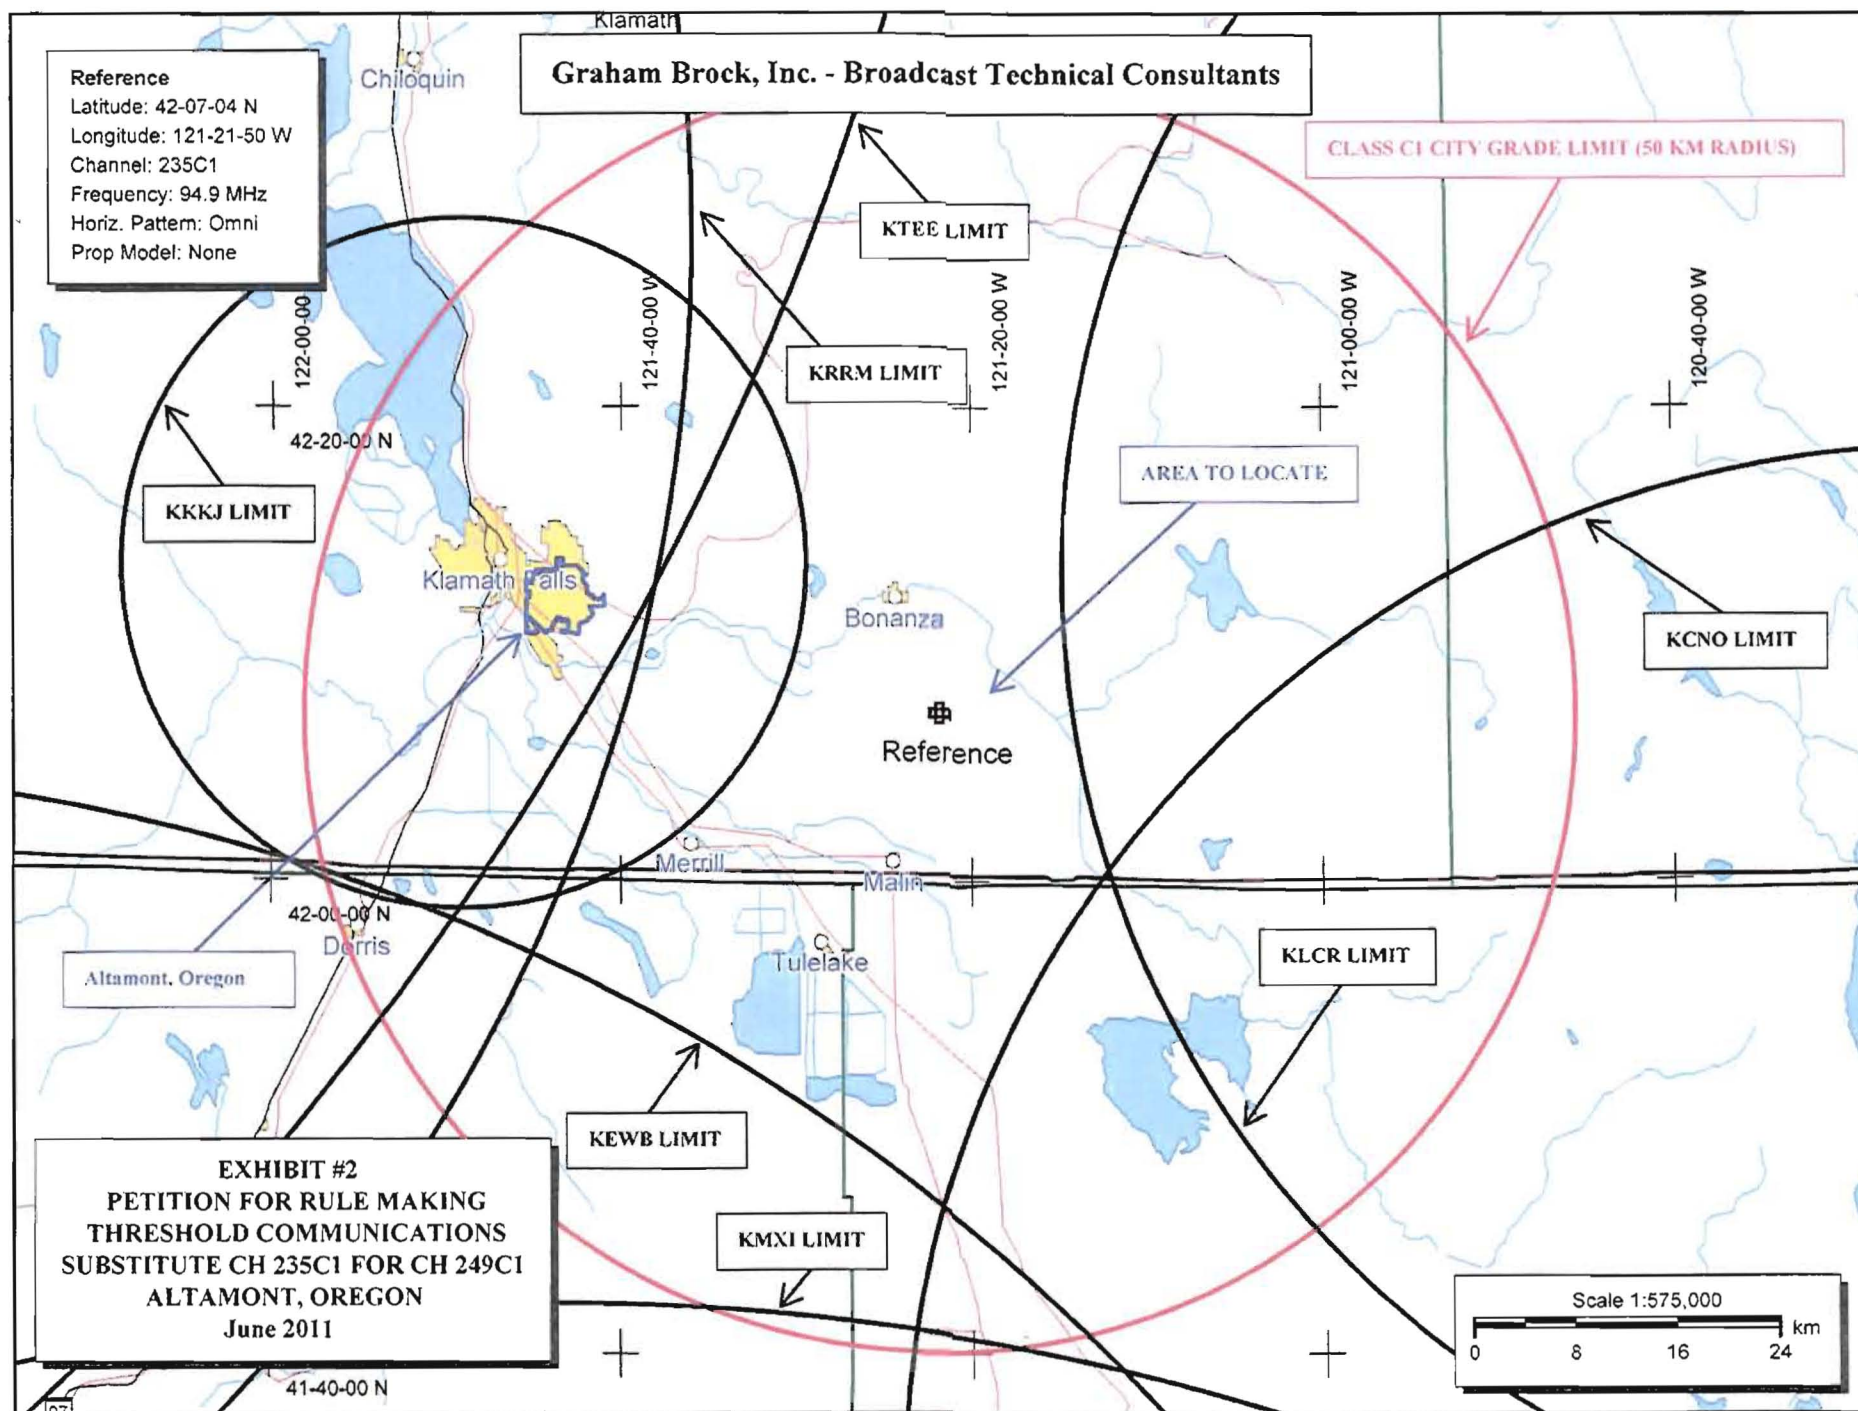 Klamath
Graham Brock, Inc. - Broadcast Technical Consultants
Reference
Latitude: 42-07-04 N
Longitude: 121-21-50 W
Channel: 235C1
Frequency: 94.9 MHz
Horiz. Pattern: Omni
Prop Model: None
Chiloquin
CLASS C1 CITY GRADE LIMIT (50 KM RADIUS)
KTEE LIMIT
122-00-00
121-40-00 W
121-20-00 W
121-00-00 W
120-40-00 W
KRRM LIMIT
42-20-00 N
AREA TO LOCATE
KKKJ LIMIT
Klamath Falls
Bonanza
KCNO LIMIT
Reference
Merrill
Malin
42-00-00 N
Dorris
Tulelake
KLCR LIMIT
Altamont, Oregon
KEWB LIMIT
EXHIBIT #2
PETITION FOR RULE MAKING
THRESHOLD COMMUNICATIONS
SUBSTITUTE CH 235C1 FOR CH 249C1
ALTAMONT, OREGON
June 2011
KMXI LIMIT
Scale 1:575,000
km
0 8 16 24
41-40-00 N
97